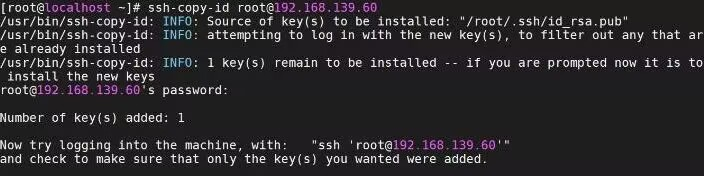 [root@localhost ~]# ssh-copy-id root@192.168.139.60
/usr/bin/ssh-copy-id: INFO: Source of key(s) to be installed: "/root/.ssh/id_rsa.pub"
/usr/bin/ssh-copy-id: INFO: attempting to log in with the new key(s), to filter out any that ar
e already installed
/usr/bin/ssh-copy-id: INFO: 1 key(s) remain to be installed -- if you are prompted now it is to
 install the new keys
root@192.168.139.60's password:
Number of key(s) added: 1
Now try logging into the machine, with:   "ssh 'root@192.168.139.60'"
and check to make sure that only the key(s) you wanted were added.